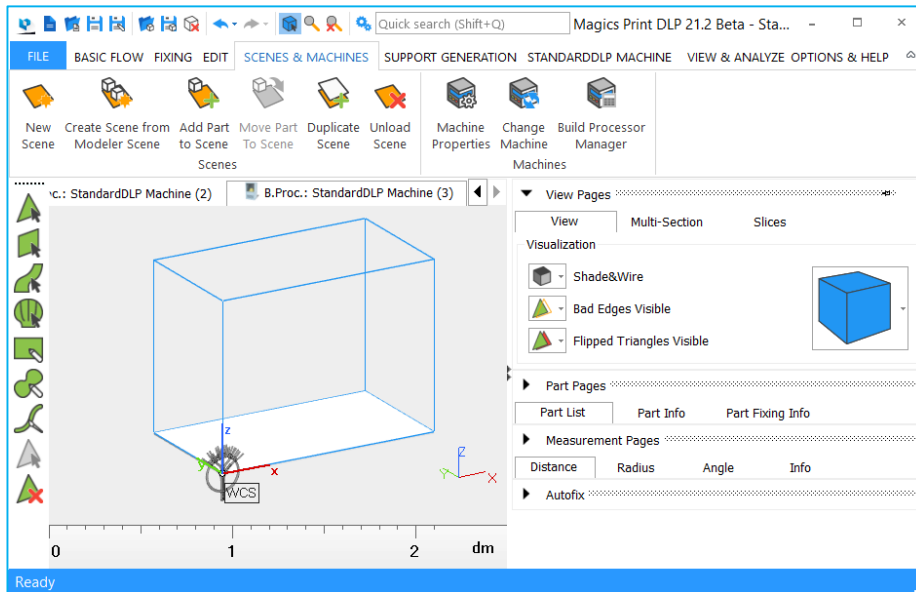 Quick search (Shift+Q)
Magics Print DLP 21.2 Beta - Sta...
FILE BASIC FLOW FIXING EDIT SCENES & MACHINES SUPPORT GENERATION STANDARDDLP MACHINE VIEW & ANALYZE OPTIONS & HELP
New Scene
Create Scene from Modeler Scene
Add Part to Scene
Move Part To Scene
Duplicate Scene
Unload Scene
Machine Properties
Change Machine
Build Processor Manager
Scenes
Machines
oc.: StandardDLP Machine (2)
B.Proc.: StandardDLP Machine (3)
View Pages
View Multi-Section Slices
Visualization
Shade&Wire
Bad Edges Visible
Flipped Triangles Visible
Part Pages
Part List Part Info Part Fixing Info
Measurement Pages
Distance Radius Angle Info
Autofix
z
y
x
WCS
Z
Y
X
0 1 2 dm
Ready